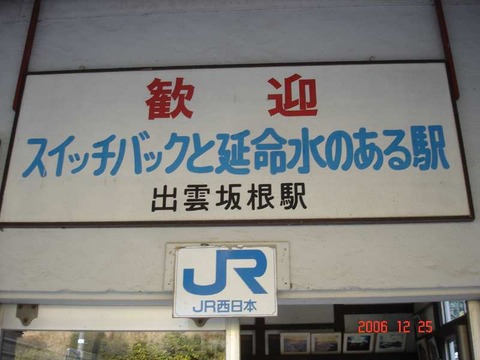 歓迎
スイッチバックと延命水のある駅
出雲坂根駅
JR
JR西日本
2006 12 25